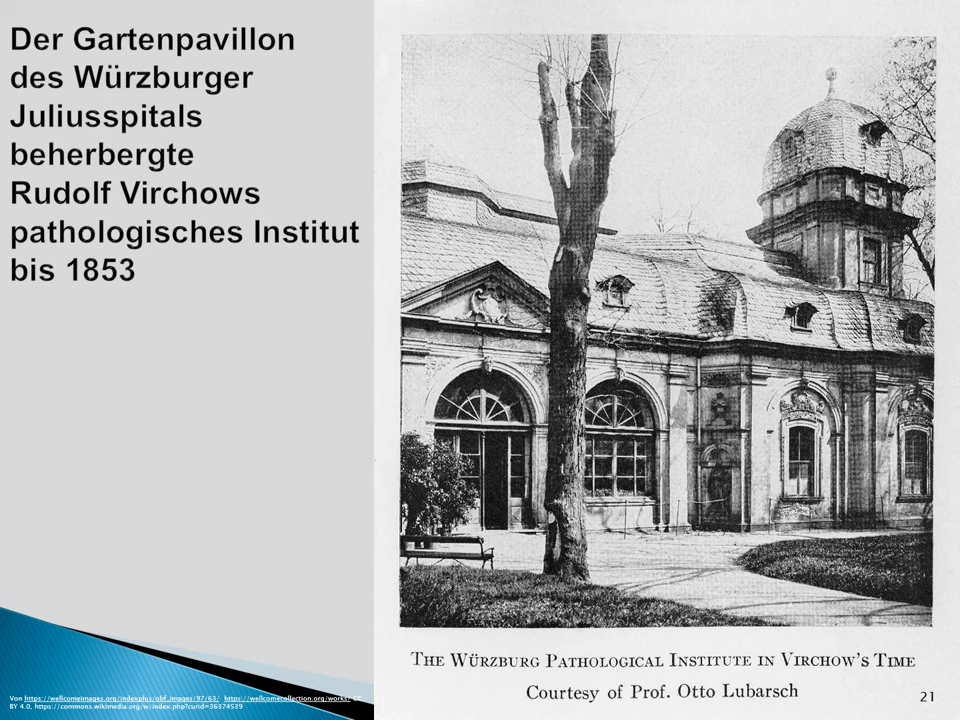 Der Gartenpavillon
des Würzburger
Juliusspitals
beherbergte
Rudolf Virchows
pathologisches Institut
bis 1853
The Würzburg Pathological Institute in Virchow's Time
Courtesy of Prof. Otto Lubarsch
Von https://wellcomeimages.org/indexplus/obf_images/97/63/ https://wellcomecollection.org/works/ CC
BY 4.0, https://commons.wikimedia.org/w/index.php?curid=36374539
21